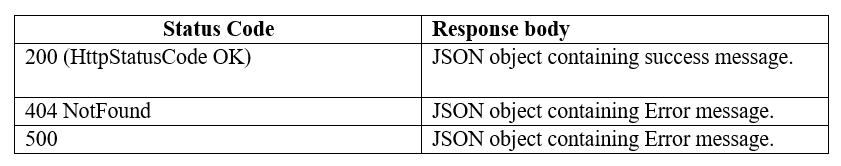 Status Code Response body
200 (HttpStatusCode OK) JSON object containing success message.
404 NotFound JSON object containing Error message.
500 JSON object containing Error message.